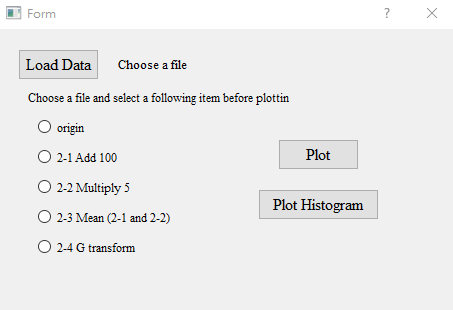 Form
?
Load Data
Choose a file
Choose a file and select a following item before plottin
origin
2-1 Add 100
Plot
2-2 Multiply 5
Plot Histogram
2-3 Mean (2-1 and 2-2)
2-4 G transform